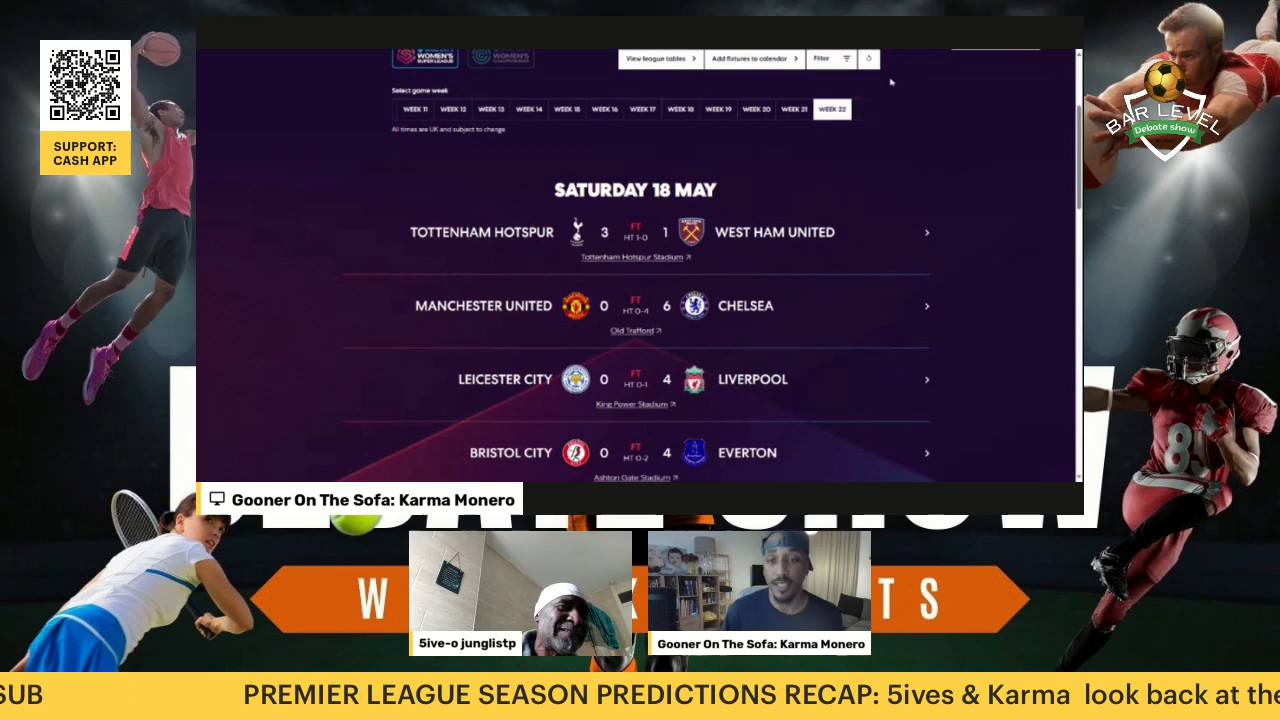 WOMEN'S
SUPER LEAGUE
WOMEN'S
CHAMPIONSHIP
View league tables
Add fixtures to calendar
Filter
Select game week
WEEK 11 WEEK 12 WEEK 13 WEEK 14 WEEK 15 WEEK 16 WEEK 17 WEEK 18 WEEK 19 WEEK 20 WEEK 21 WEEK 22
All times are UK and subject to change
SATURDAY 18 MAY
TOTTENHAM HOTSPUR 3 FT 1 WEST HAM UNITED
HT 1-0
Tottenham Hotspur Stadium
MANCHESTER UNITED 0 FT 6 CHELSEA
HT 0-4
Old Trafford
LEICESTER CITY 0 FT 4 LIVERPOOL
HT 0-1
King Power Stadium
BRISTOL CITY 0 FT 4 EVERTON
HT 0-2
Ashton Gate Stadium
SUPPORT:
CASH APP
BAR LEVEL
Debate show
Gooner On The Sofa: Karma Monero
W
T S
8
5ive-o junglistp
Gooner On The Sofa: Karma Monero
SUB PREMIER LEAGUE SEASON PREDICTIONS RECAP: 5ives & Karma look back at the